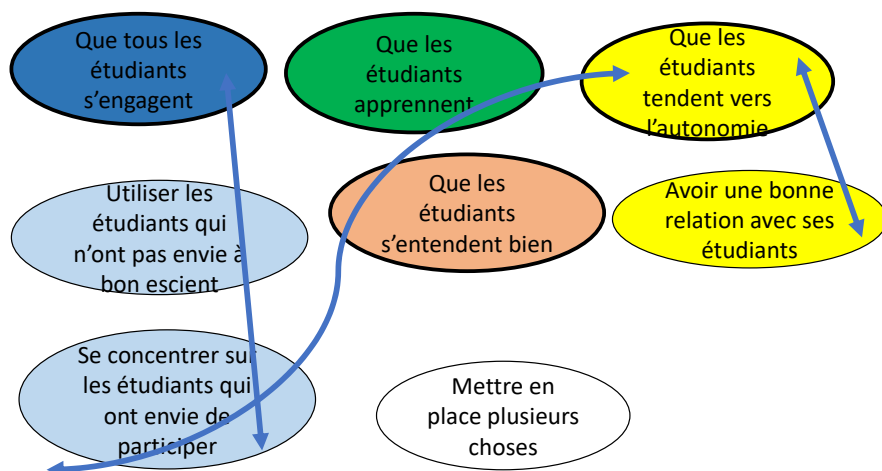 Que tous les
étudiants
s'engagent
Que les
étudiants
apprennent
Que les
étudiants
tendent vers
l'autonomie
Utiliser les
étudiants qui
n'ont pas envie à
bon escient
Que les
étudiants
s'entendent bien
Avoir une bonne
relation avec ses
étudiants
Se concentrer sur
les étudiants qui
ont envie de
participer
Mettre en
place plusieurs
choses